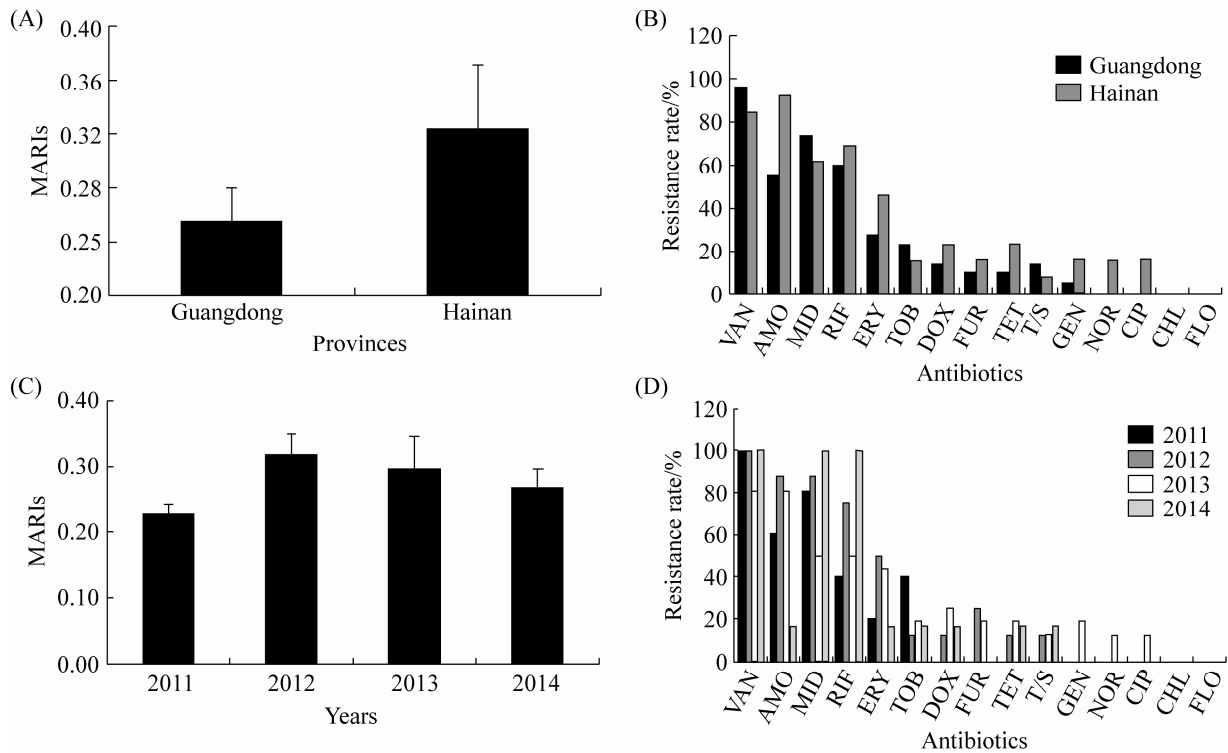 (A)
0.40
0.36
0.32
0.28
0.25
0.20
MARIs
Guangdong
Hainan
Provinces
(B)
120
100
80
60
40
20
0
Resistance rate/%
Guangdong
Hainan
VAN
AMO
MID
RIF
ERY
TOB
DOX
FUR
TET
T/S
GEN
NOR
CIP
CHL
FLO
Antibiotics
(C)
0.40
0.30
0.20
0.10
0.00
MARIs
2011
2012
2013
2014
Years
(D)
120
100
80
60
40
20
0
Resistance rate/%
2011
2012
2013
2014
VAN
AMO
MID
RIF
ERY
TOB
DOX
FUR
TET
T/S
GEN
NOR
CIP
CHL
FLO
Antibiotics